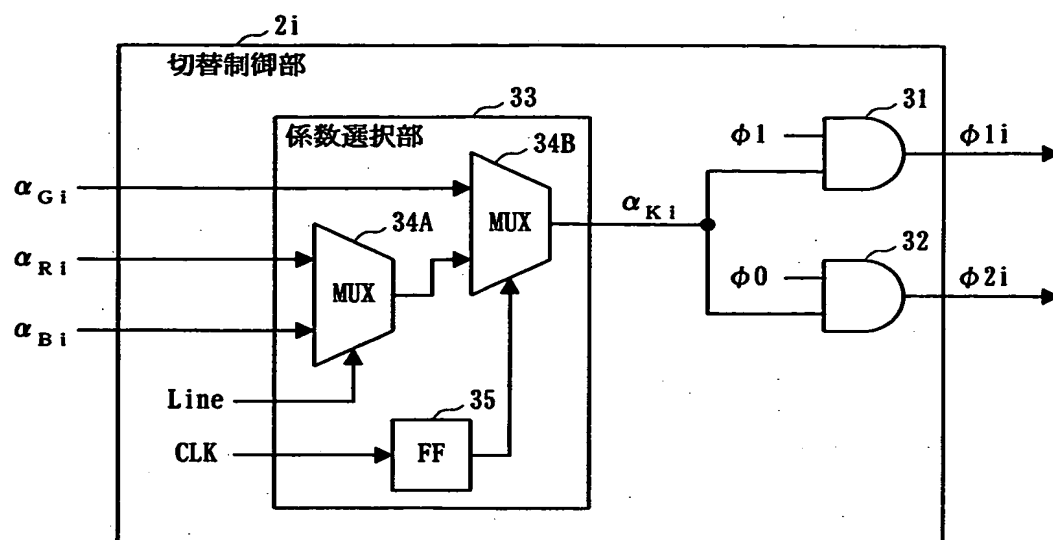 2i
切替制御部
33
係数選択部
34B
31
φ1
φ1i
αGi
MUX
αKi
34A
αRi
MUX
32
φ0
φ2i
αBi
Line
35
CLK
FF